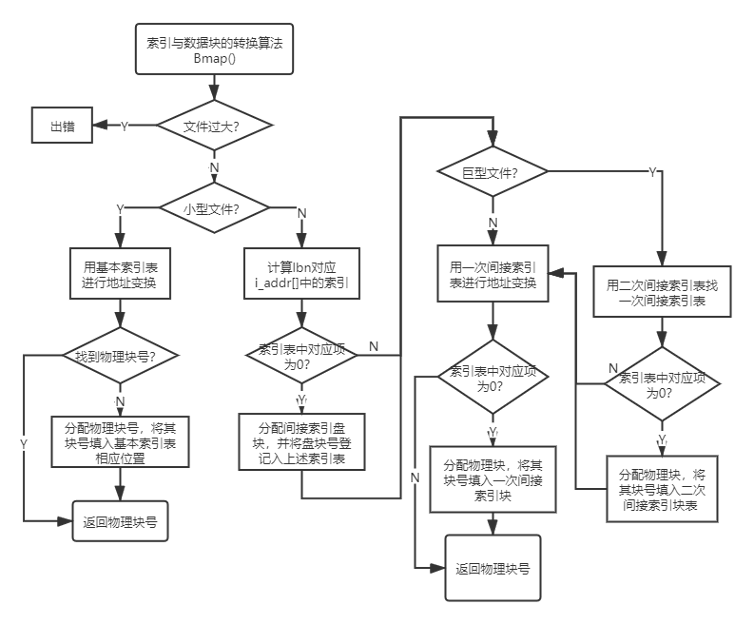 索引与数据块的转换算法
Bmap()
文件过大?
Y
出错
N
小型文件?
Y
N
用基本索引表
进行地址变换
找到物理块号?
N
Y
分配物理块号，将其
块号填入基本索引表
相应位置
返回物理块号
计算lbn对应
i_addr[]中的索引
索引表中对应项
为0?
N
Y
分配间接索引盘
块，并将盘块号登
记入上述索引表
巨型文件?
Y
N
用一次间接索引
表进行地址变换
索引表中对应项
为0?
Y
N
分配物理块，将其
块号填入一次间接
索引块
返回物理块号
用二次间接索引表找
一次间接索引表
N
索引表中对应项
为0?
Y
分配物理块，将
其块号填入二次
间接索引块表